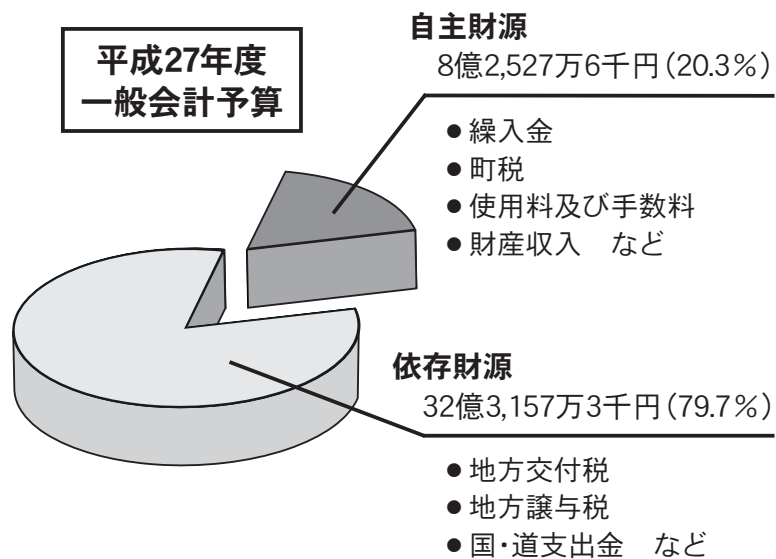 平成27年度
一般会計予算
自主財源
8億2,527万6千円(20.3%)
●繰入金
●町税
●使用料及び手数料
●財産収入　など
依存財源
32億3,157万3千円(79.7%)
●地方交付税
●地方譲与税
●国・道支出金　など